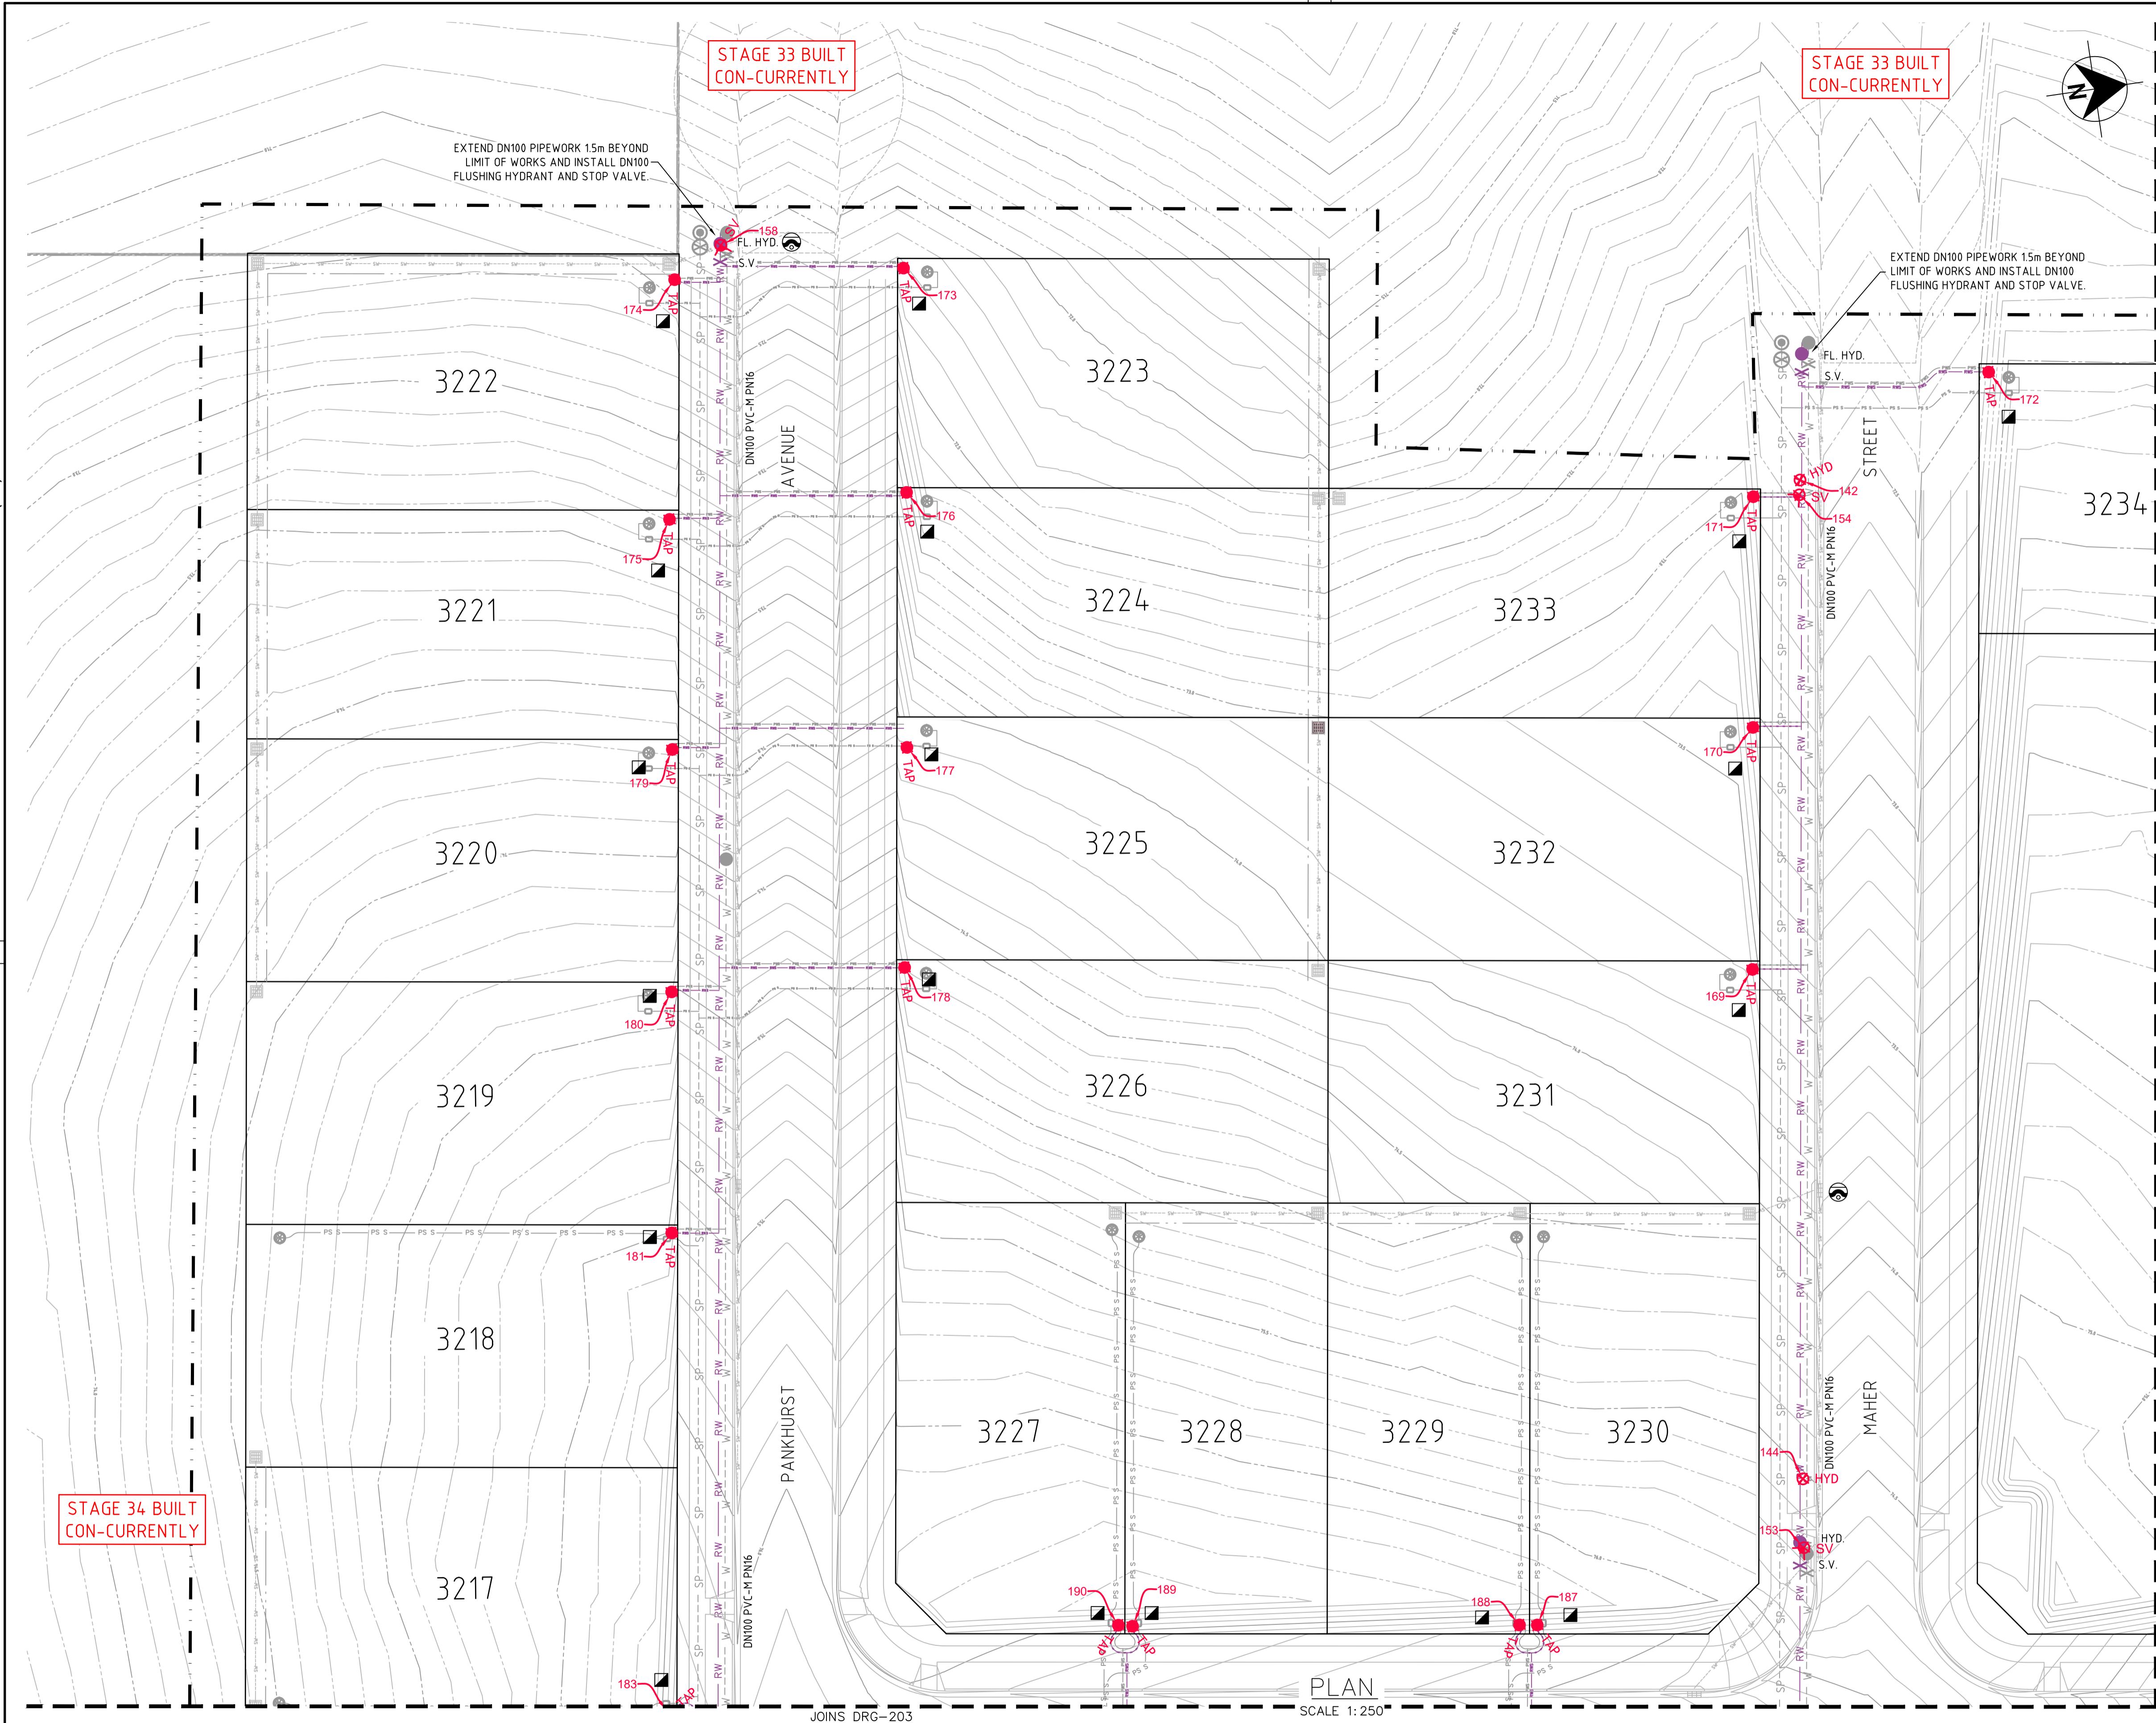 STAGE 33 BUILT
CON-CURRENTLY
STAGE 33 BUILT
CON-CURRENTLY
N
EXTEND DN100 PIPEWORK 1.5m BEYOND
LIMIT OF WORKS AND INSTALL DN100
FLUSHING HYDRANT AND STOP VALVE.
SV
158
FL. HYD.
S.V.
EXTEND DN100 PIPEWORK 1.5m BEYOND
LIMIT OF WORKS AND INSTALL DN100
FLUSHING HYDRANT AND STOP VALVE.
FL. HYD.
S.V.
174
TAP
173
TAP
172
TAP
3222
3223
3234
DN100 PVC-M PN16
AVENUE
STREET
HYD
142
SV
154
DN100 PVC-M PN16
175
TAP
176
TAP
171
TAP
3221
3224
3233
179
TAP
177
TAP
170
TAP
3220
3225
3232
180
TAP
178
TAP
169
TAP
3219
3226
3231
181
TAP
3218
PANKHURST
3227
3228
3229
3230
MAHER
DN100 PVC-M PN16
144
HYD
153
HYD.
SV
S.V.
STAGE 34 BUILT
CON-CURRENTLY
3217
DN100 PVC-M PN16
190
TAP
189
TAP
188
TAP
187
TAP
183
TAP
RW
SP
W
PS S
PLAN
SCALE 1:250
JOINS DRG-203